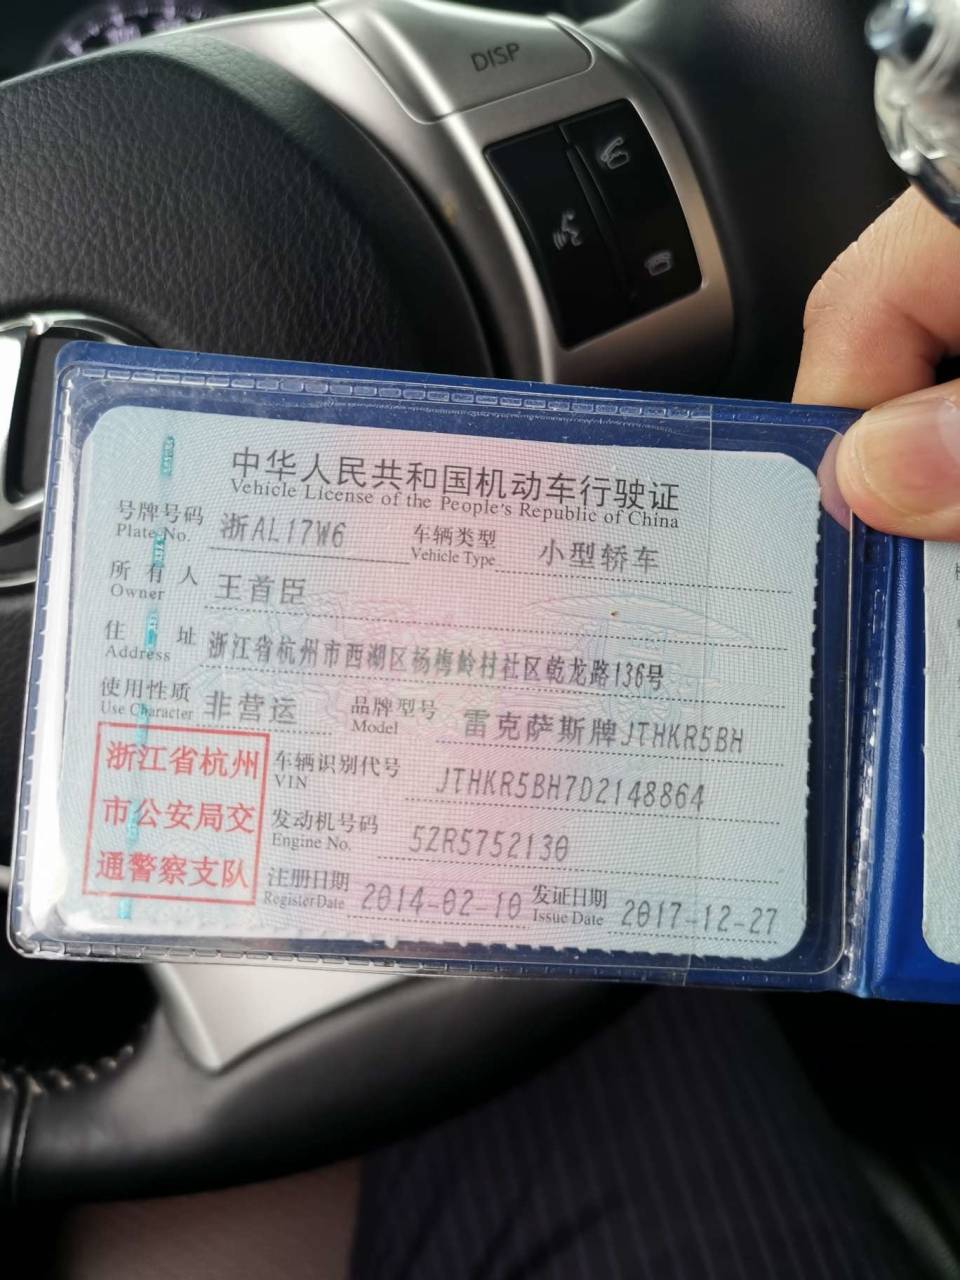 DISP
中华人民共和国机动车行驶证
Vehicle License of the People's Republic of China
号牌号码 浙AL17W6 车辆类型 小型轿车
Plate No. Vehicle Type
所有人 王首臣
Owner
住址 浙江省杭州市西湖区杨梅岭村社区乾龙路136号
Address
使用性质 非营运 品牌型号 雷克萨斯牌JTHKR5BH
Use Character Model
浙江省杭州
市公安局交
通警察支队
车辆识别代号 JTHKR5BH7D2148864
VIN
发动机号码 5ZR5752130
Engine No.
注册日期 2014-02-10 发证日期 2017-12-27
Register Date Issue Date